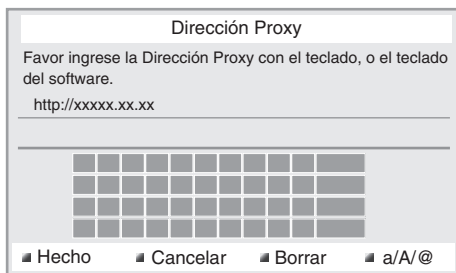 Dirección Proxy
Favor ingrese la Dirección Proxy con el teclado, o el teclado
del software.
http://xxxxx.xx.xx
Hecho Cancelar Borrar a/A/@